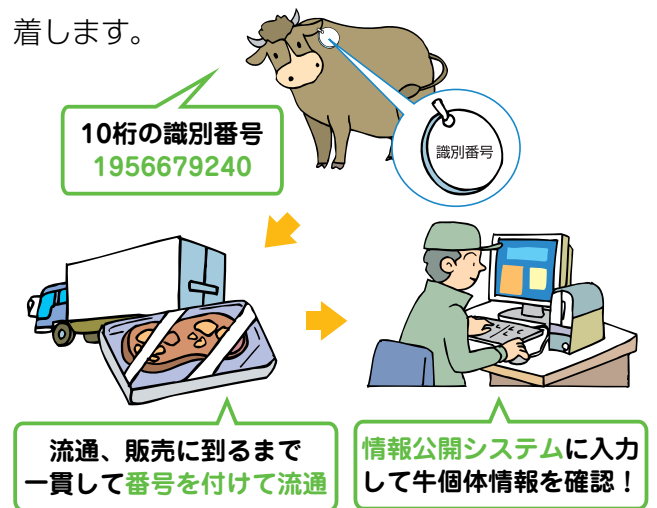 着します。
10桁の識別番号
1956679240
識別番号
流通、販売に到るまで
一貫して番号を付けて流通
情報公開システムに入力
して牛個体情報を確認！